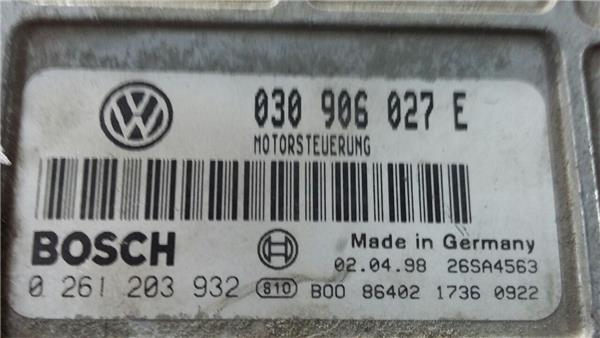 030 906 027 E
MOTORSTEUERUNG
BOSCH
Made in Germany
02.04.98 26SA4563
0 261 203 932 810 B00 86402 1736 0922